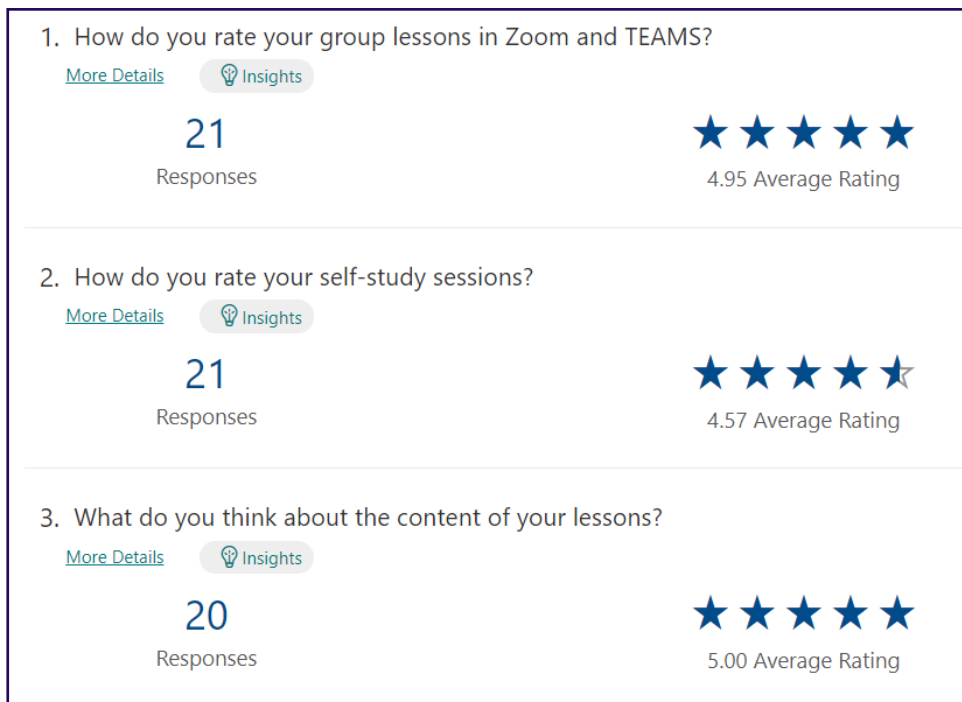 1. How do you rate your group lessons in Zoom and TEAMS?
More Details Insights
21
Responses
4.95 Average Rating
2. How do you rate your self-study sessions?
More Details Insights
21
Responses
4.57 Average Rating
3. What do you think about the content of your lessons?
More Details Insights
20
Responses
5.00 Average Rating